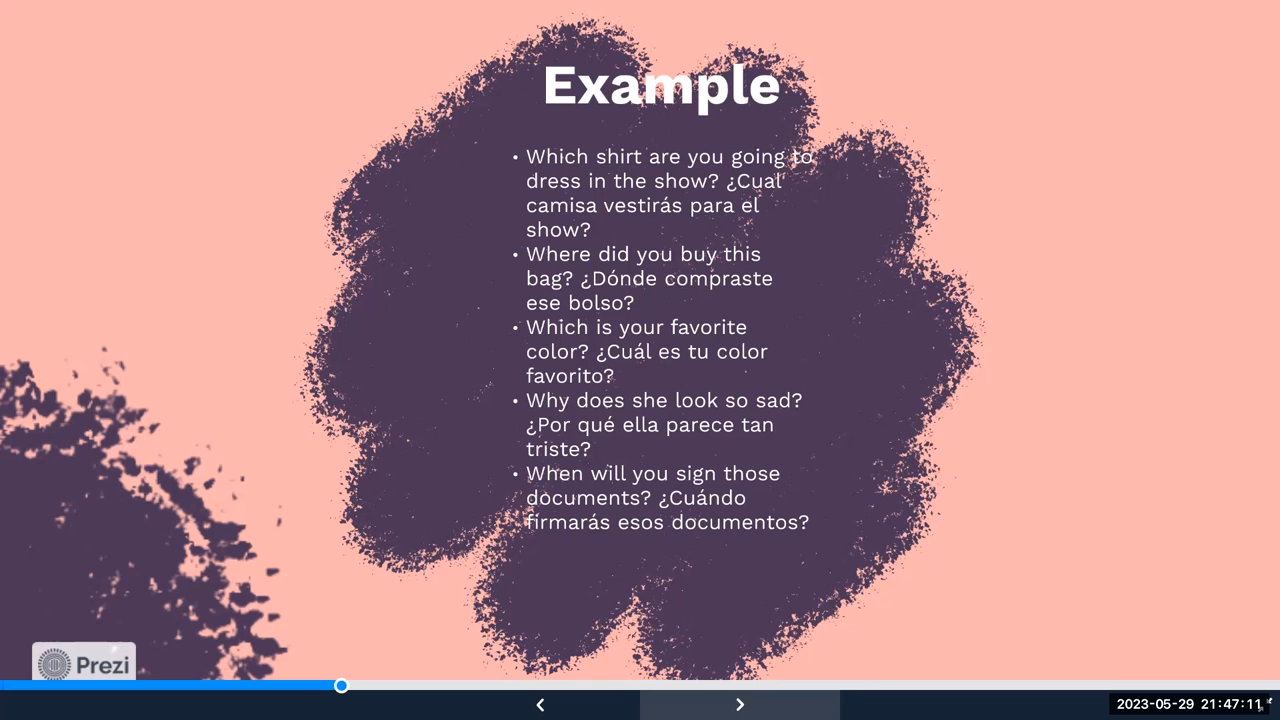 Example
• Which shirt are you going to
dress in the show? ¿Cual
camisa vestirás para el
show?
• Where did you buy this
bag? ¿Dónde compraste
ese bolso?
• Which is your favorite
color? ¿Cuál es tu color
favorito?
• Why does she look so sad?
¿Por qué ella parece tan
triste?
• When will you sign those
documents? ¿Cuándo
firmarás esos documentos?
Prezi
2023-05-29 21:47:11